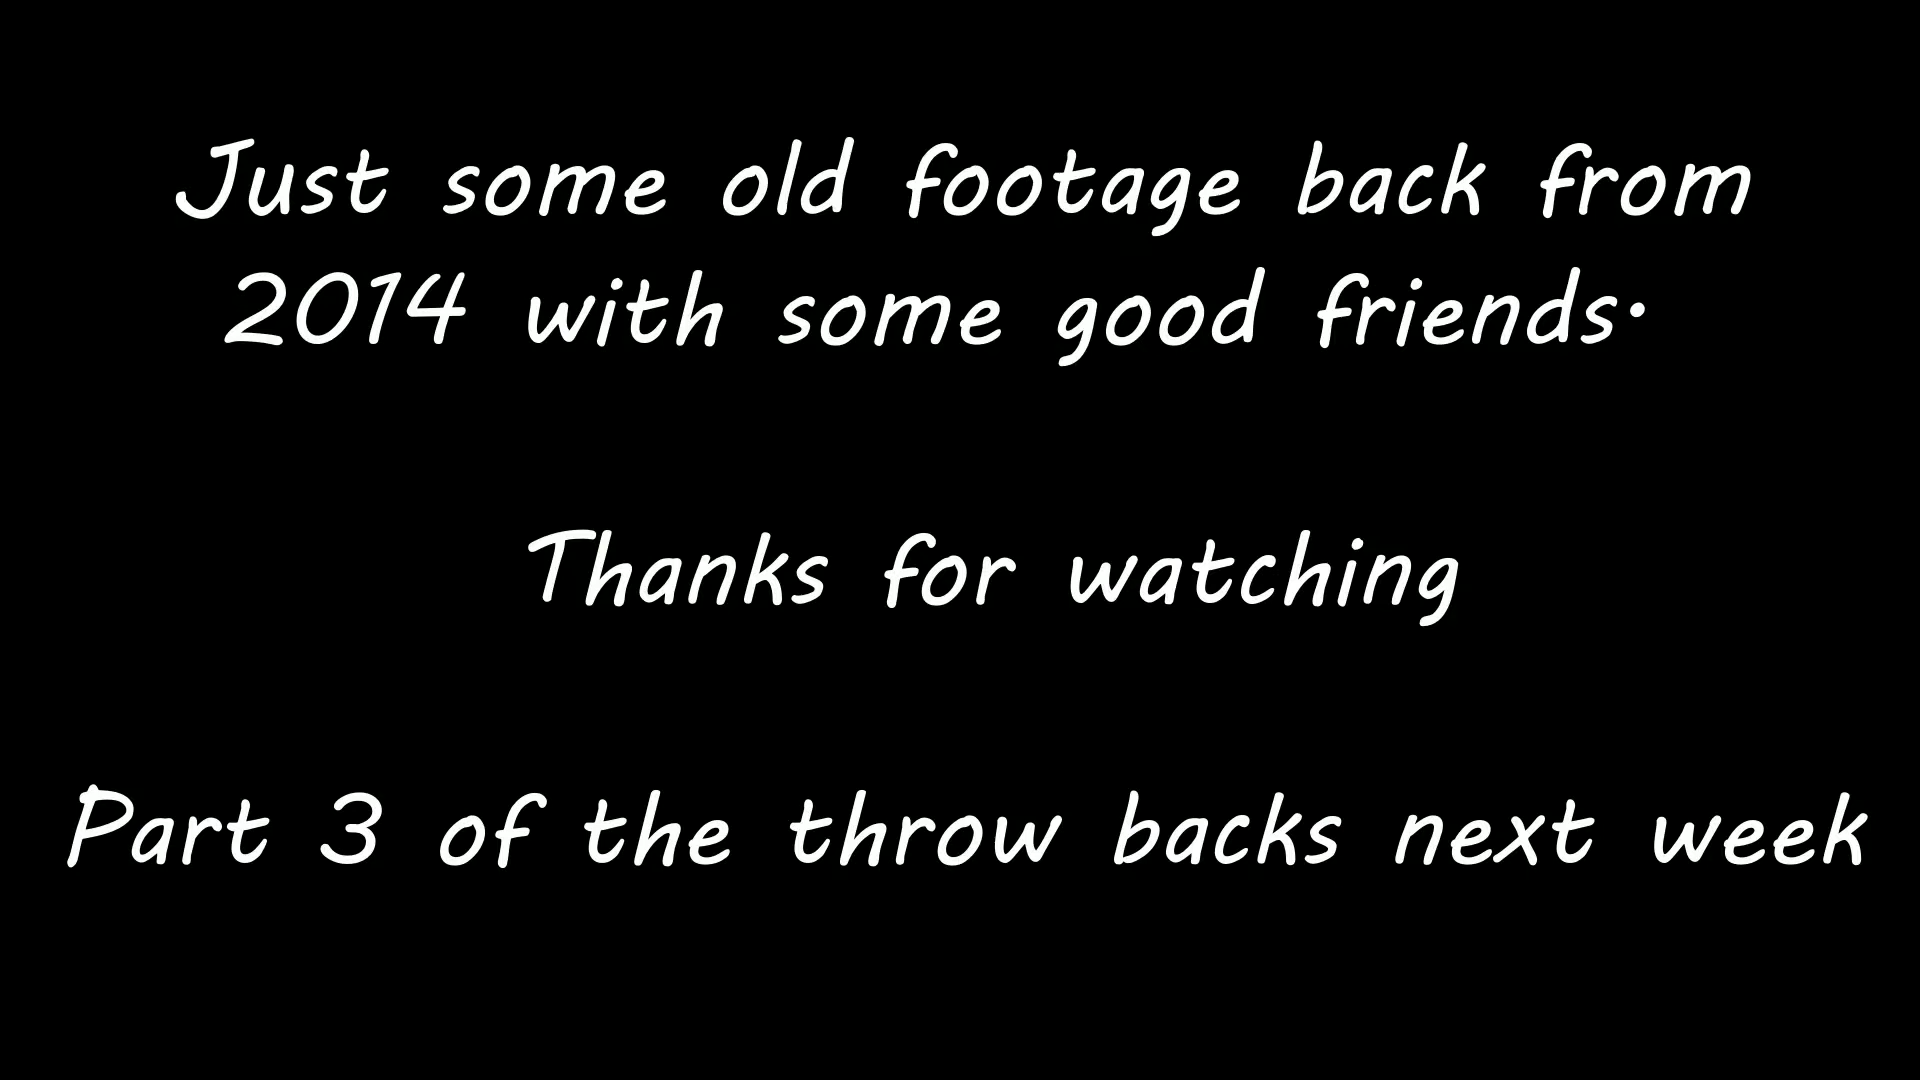 Just some old footage back from
2014 with some good friends.
Thanks for watching
Part 3 of the throw backs next week